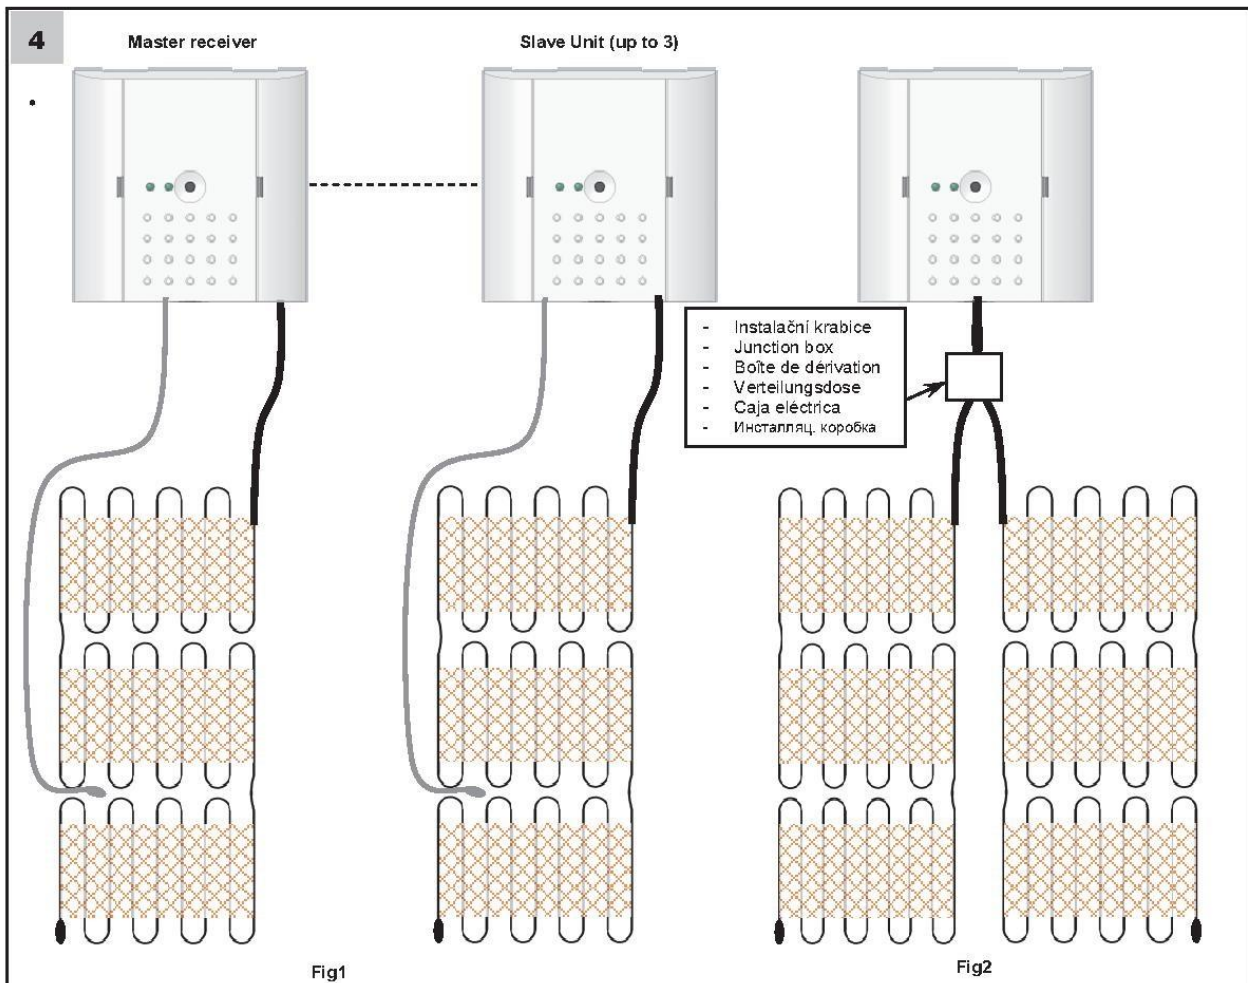 4
Master receiver
Slave Unit (up to 3)
.
- Instalační krabice
- Junction box
- Boîte de dérivation
- Verteilungsdose
- Caja eléctrica
- Инсталляц. коробка
Fig1
Fig2